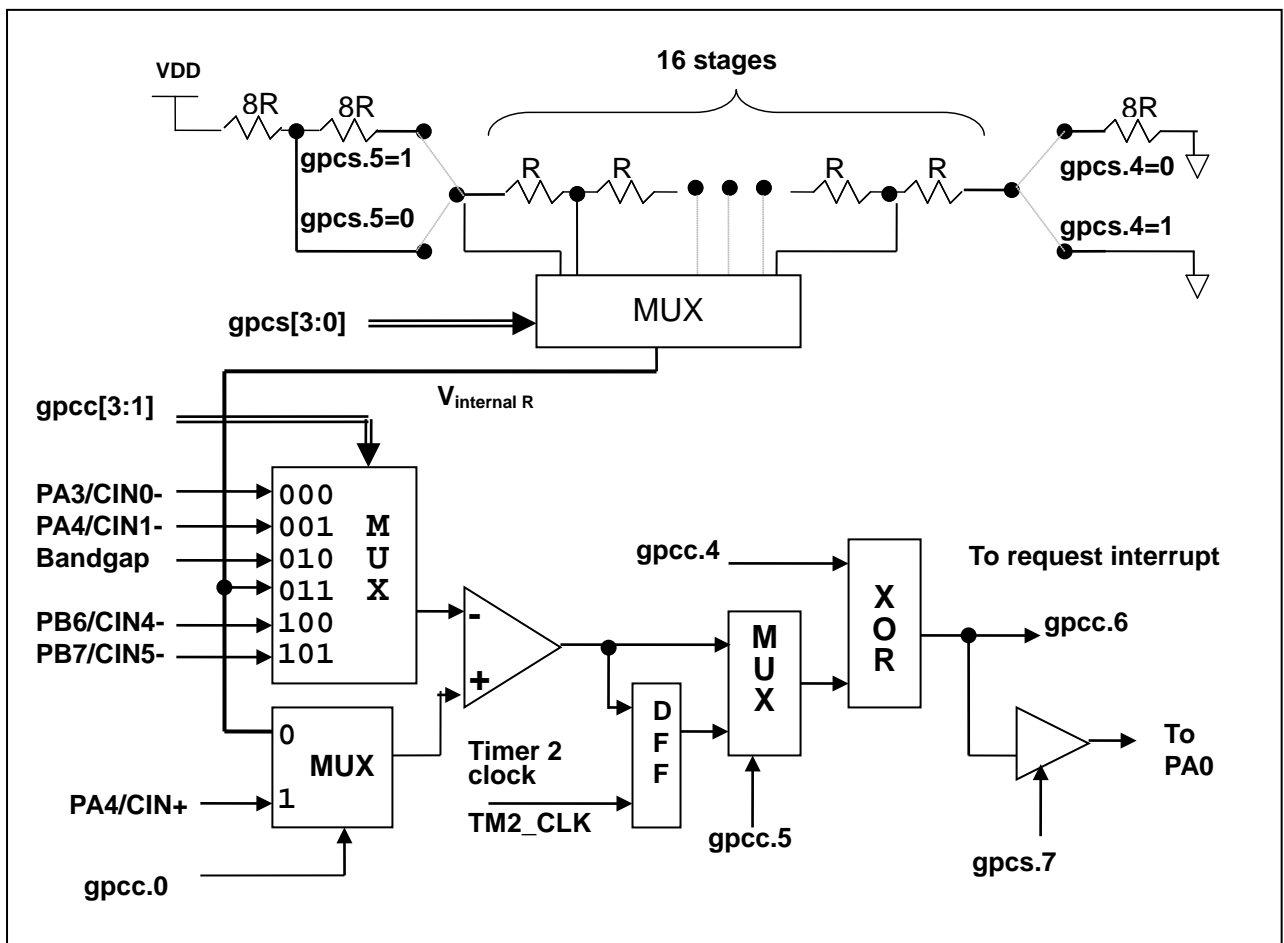 16 stages
VDD
8R
8R
8R
gpcs.5=1
R
R
R
R
gpcs.4=0
gpcs.5=0
gpcs.4=1
MUX
gpcs[3:0]
V internal R
gpcc[3:1]
PA3/CIN0-
000
PA4/CIN1-
001
M
Bandgap
010
U
011
X
PB6/CIN4-
100
PB7/CIN5-
101
-
+
gpcc.4
To request interrupt
X
O
R
gpcc.6
M
U
X
D
F
F
0
MUX
1
PA4/CIN+
Timer 2
clock
TM2_CLK
gpcc.5
To
PA0
gpcs.7
gpcc.0